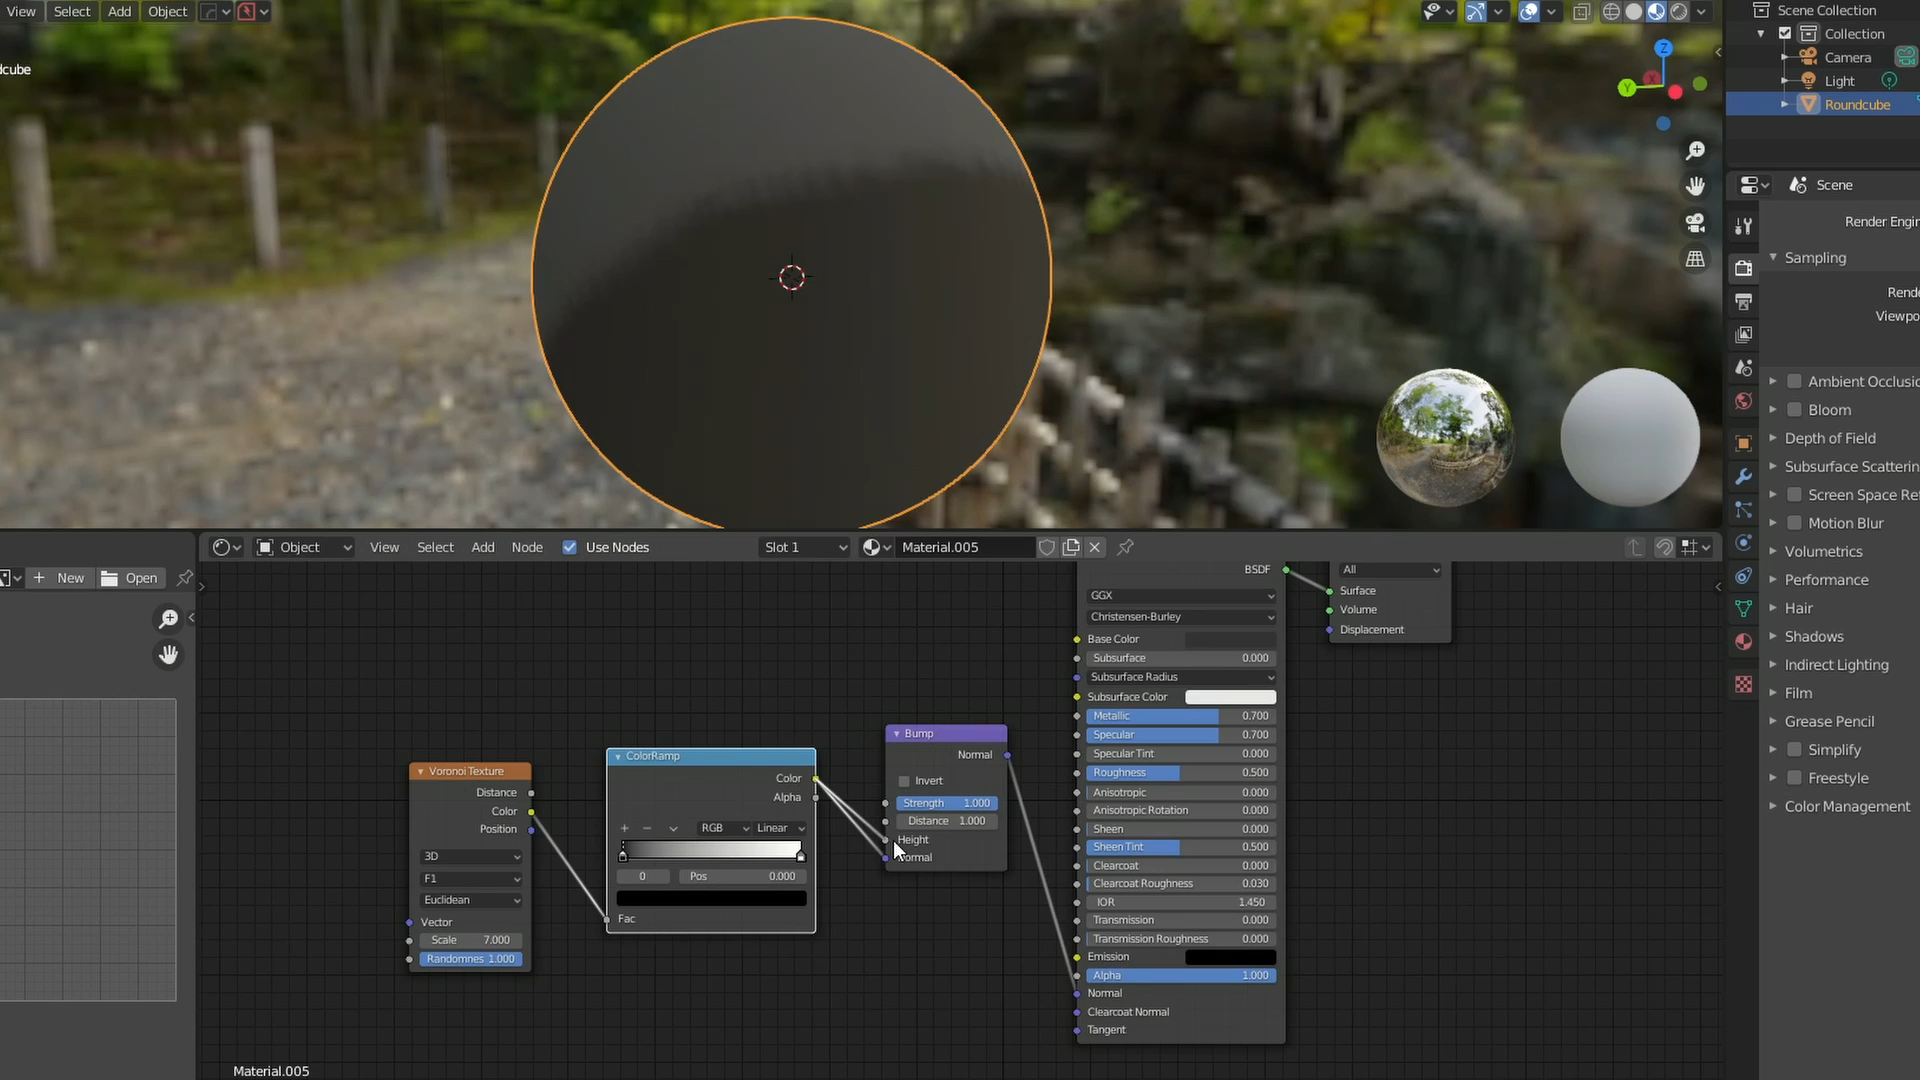 View Select Add Object
Scene Collection
Collection
Camera
Light
Roundcube
dcube
Z
Y
Scene
Render Engin
Sampling
Rende
Viewpo
Ambient Occlusio
Bloom
Depth of Field
Subsurface Scatterin
Screen Space Ref
Motion Blur
Volumetrics
Performance
Hair
Shadows
Indirect Lighting
Film
Grease Pencil
Simplify
Freestyle
Color Management
Object View Select Add Node Use Nodes Slot 1 Material.005
New Open
Voronoi Texture
Distance
Color
Position
3D
F1
Euclidean
Vector
Scale 7.000
Randomnes 1.000
ColorRamp
Color
Alpha
RGB Linear
0 Pos 0.000
Fac
Bump
Normal
Invert
Strength 1.000
Distance 1.000
Height
ormal
BSDF
GGX
Christensen-Burley
Base Color
Subsurface 0.000
Subsurface Radius
Subsurface Color
Metallic 0.700
Specular 0.700
Specular Tint 0.000
Roughness 0.500
Anisotropic 0.000
Anisotropic Rotation 0.000
Sheen 0.000
Sheen Tint 0.500
Clearcoat 0.000
Clearcoat Roughness 0.030
IOR 1.450
Transmission 0.000
Transmission Roughness 0.000
Emission
Alpha 1.000
Normal
Clearcoat Normal
Tangent
All
Surface
Volume
Displacement
Material.005